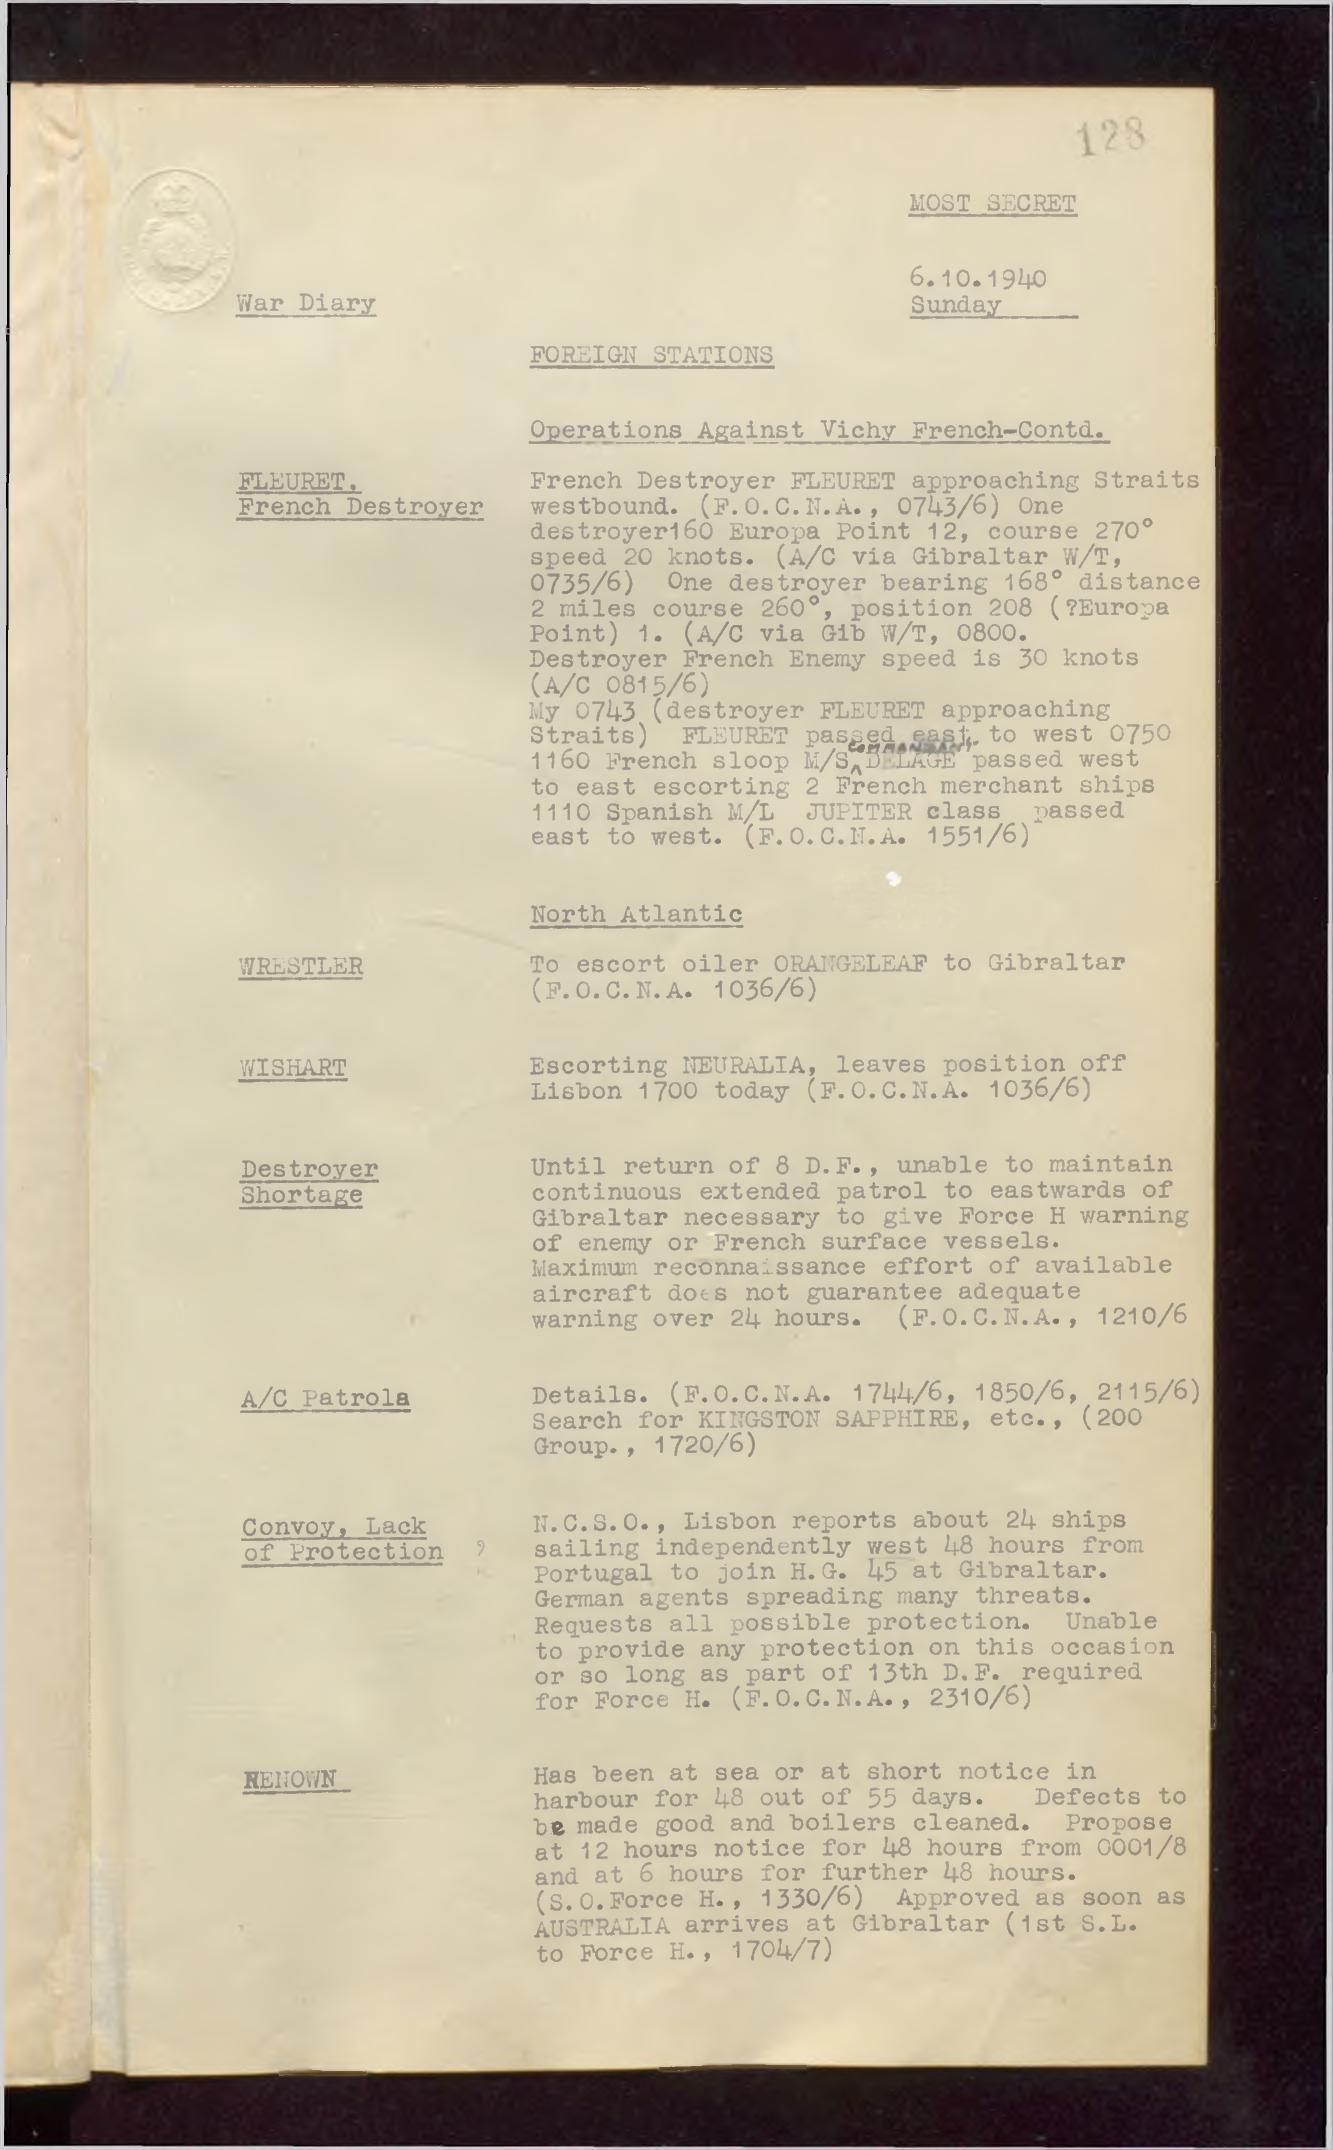 128
MOST SECRET
6.10.1940
War Diary
Sunday
FOREIGN STATIONS
Operations Against Vichy French-Contd.
FLEURET.
French Destroyer
French Destroyer FLEURET approaching Straits
westbound. (F.O.C.N.A., 0743/6) One
destroyer160 Europa Point 12, course 270°
speed 20 knots. (A/C via Gibraltar W/T,
0735/6) One destroyer bearing 168° distance
2 miles course 260°, position 208 (?Europa
Point) 1. (A/C via Gib W/T, 0800.
Destroyer French Enemy speed is 30 knots
(A/C 0815/6)
My 0743 (destroyer FLEURET approaching
Straits) FLEURET passed east to west 0750
COMMANDANT
1160 French sloop M/S DELAGE passed west
to east escorting 2 French merchant ships
1110 Spanish M/L JUPITER class passed
east to west. (F.O.C.N.A. 1551/6)
North Atlantic
WRESTLER
To escort oiler ORANGELEAF to Gibraltar
(F.O.C.N.A. 1036/6)
WISHART
Escorting NEURALIA, leaves position off
Lisbon 1700 today (F.O.C.N.A. 1036/6)
Destroyer
Shortage
Until return of 8 D.F., unable to maintain
continuous extended patrol to eastwards of
Gibraltar necessary to give Force H warning
of enemy or French surface vessels.
Maximum reconnaissance effort of available
aircraft does not guarantee adequate
warning over 24 hours. (F.O.C.N.A., 1210/6
A/C Patrola
Details. (F.O.C.N.A. 1744/6, 1850/6, 2115/6)
Search for KINGSTON SAPPHIRE, etc., (200
Group., 1720/6)
Convoy, Lack
of Protection ?
N.C.S.O., Lisbon reports about 24 ships
sailing independently west 48 hours from
Portugal to join H.G. 45 at Gibraltar.
German agents spreading many threats.
Requests all possible protection. Unable
to provide any protection on this occasion
or so long as part of 13th D.F. required
for Force H. (F.O.C.N.A., 2310/6)
RENOWN
Has been at sea or at short notice in
harbour for 48 out of 55 days. Defects to
be made good and boilers cleaned. Propose
at 12 hours notice for 48 hours from 0001/8
and at 6 hours for further 48 hours.
(S.O.Force H., 1330/6) Approved as soon as
AUSTRALIA arrives at Gibraltar (1st S.L.
to Force H., 1704/7)